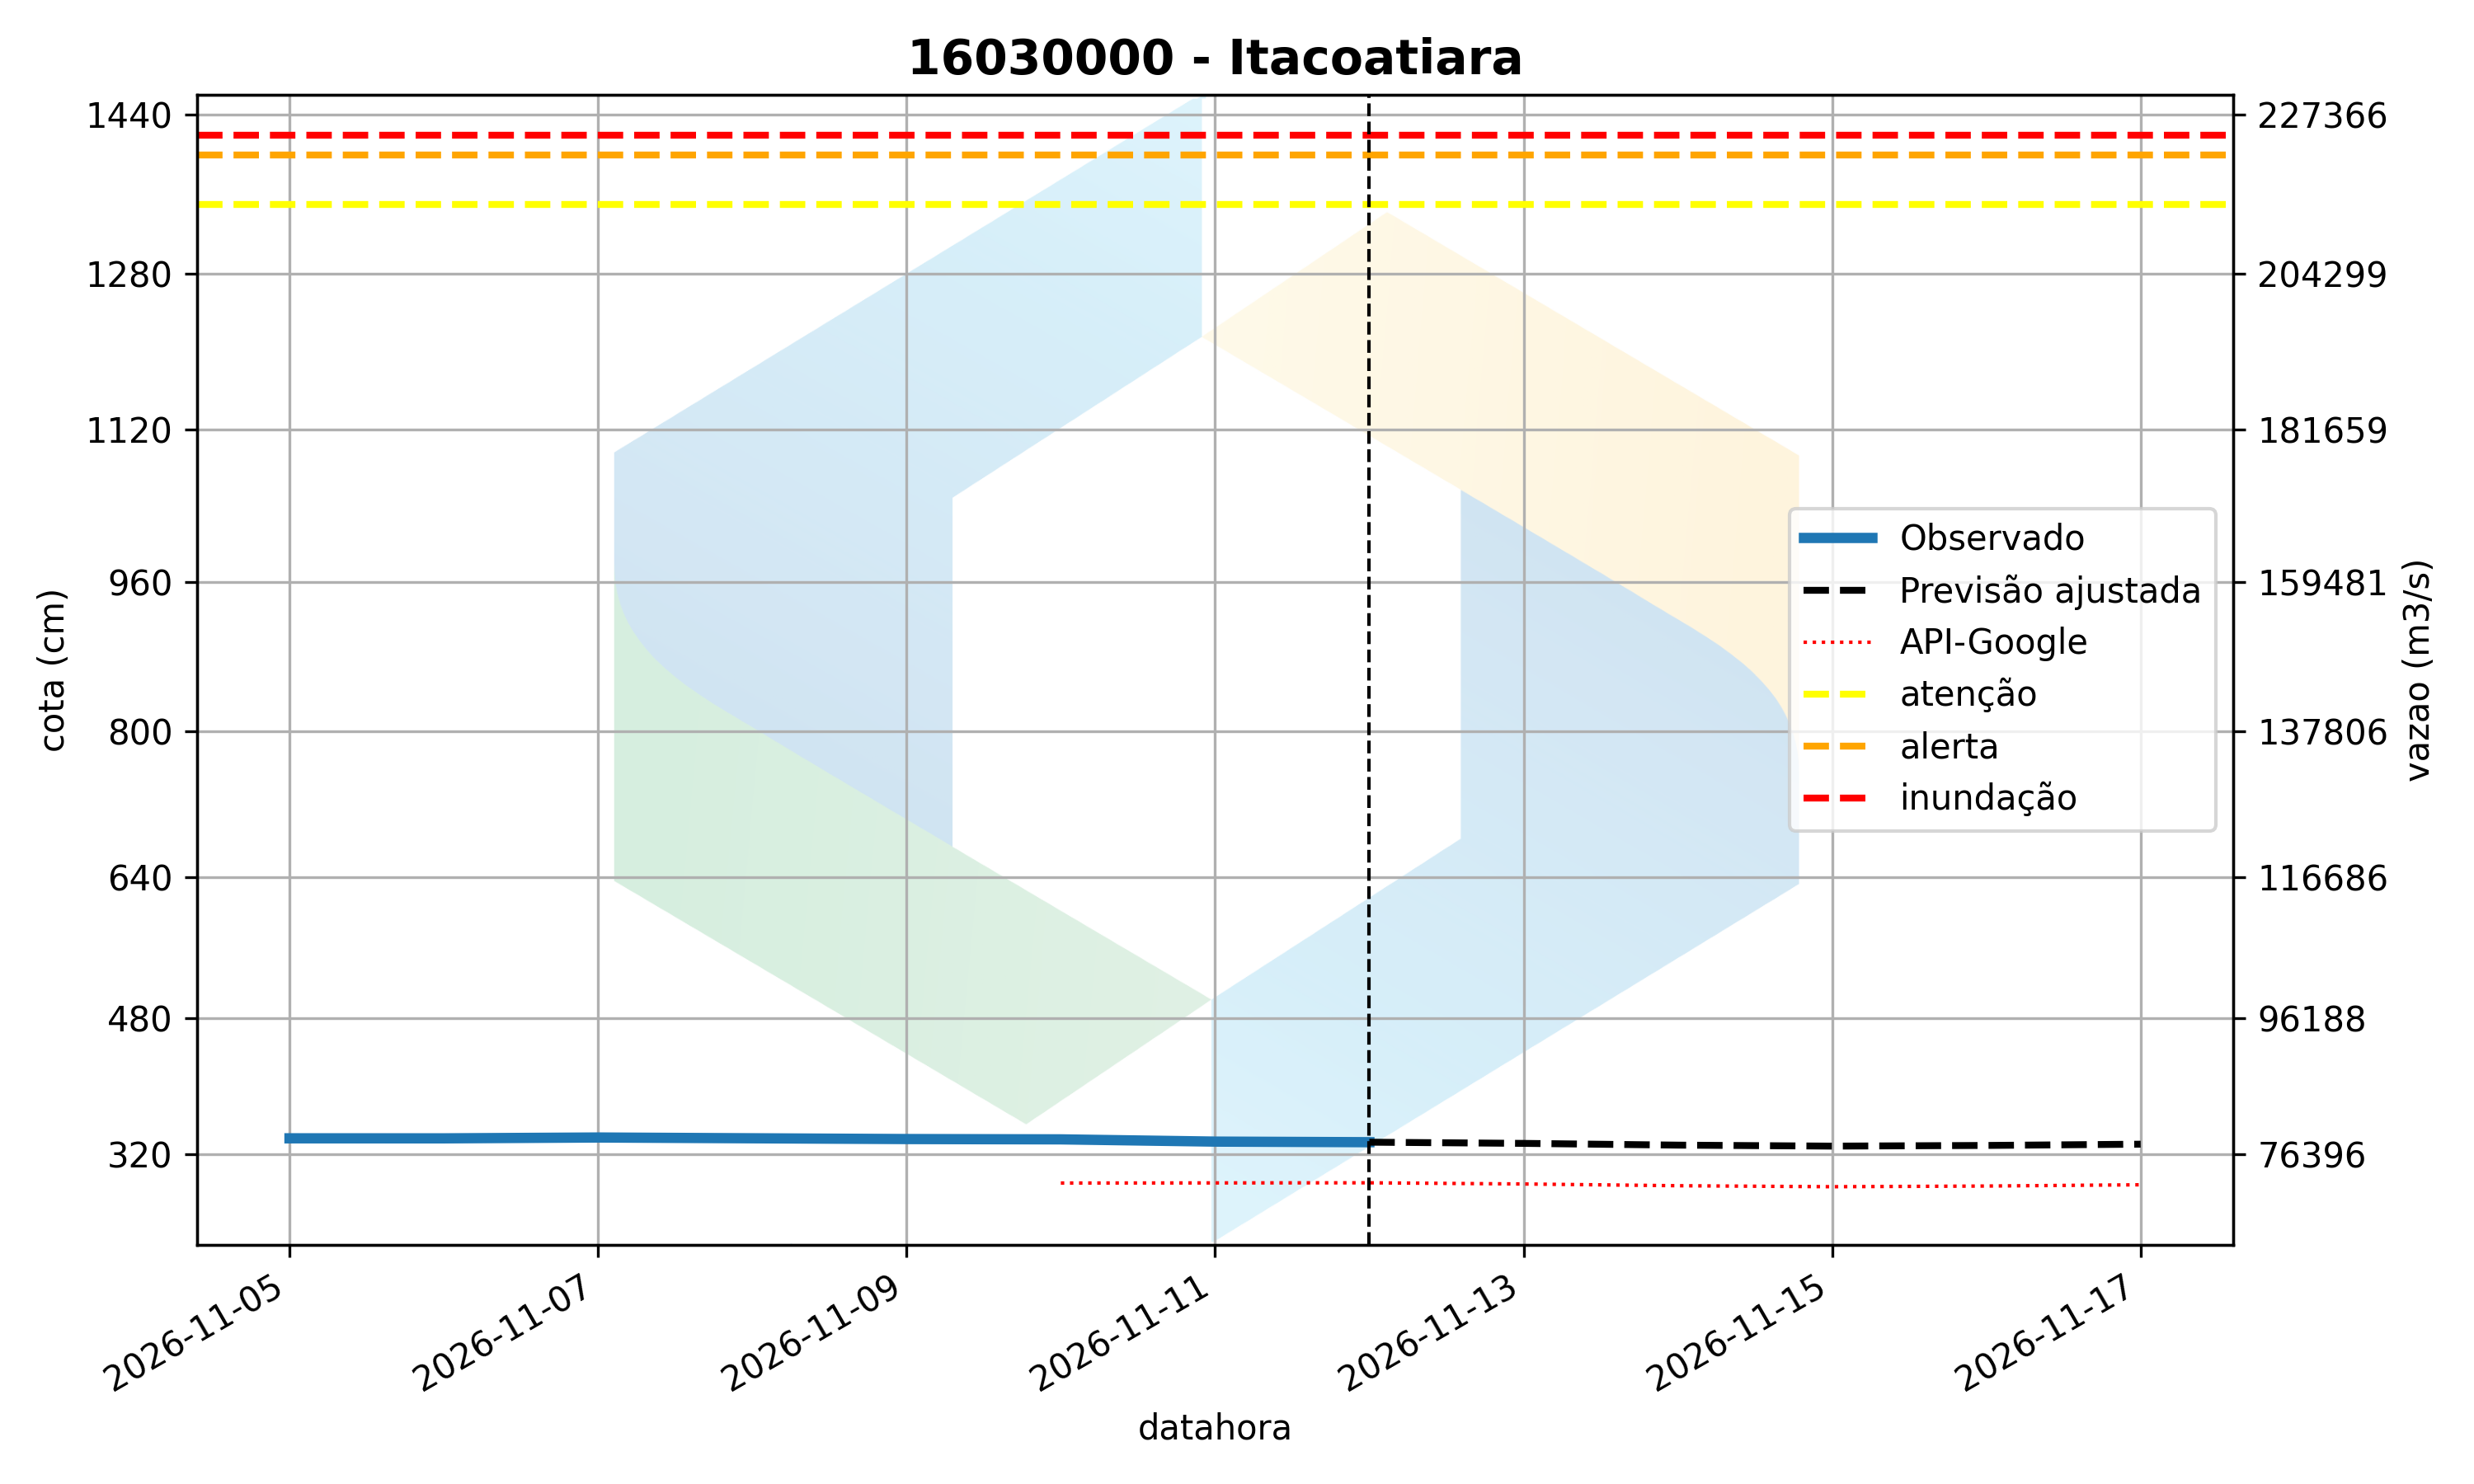 16030000 - Itacoatiara
1440
1280
1120
960
800
640
480
320
cota (cm)
227366
204299
181659
159481
137806
116686
96188
76396
vazao (m3/s)
Observado
Previsão ajustada
API-Google
atenção
alerta
inundação
2026-11-05
2026-11-07
2026-11-09
2026-11-11
2026-11-13
2026-11-15
2026-11-17
datahora